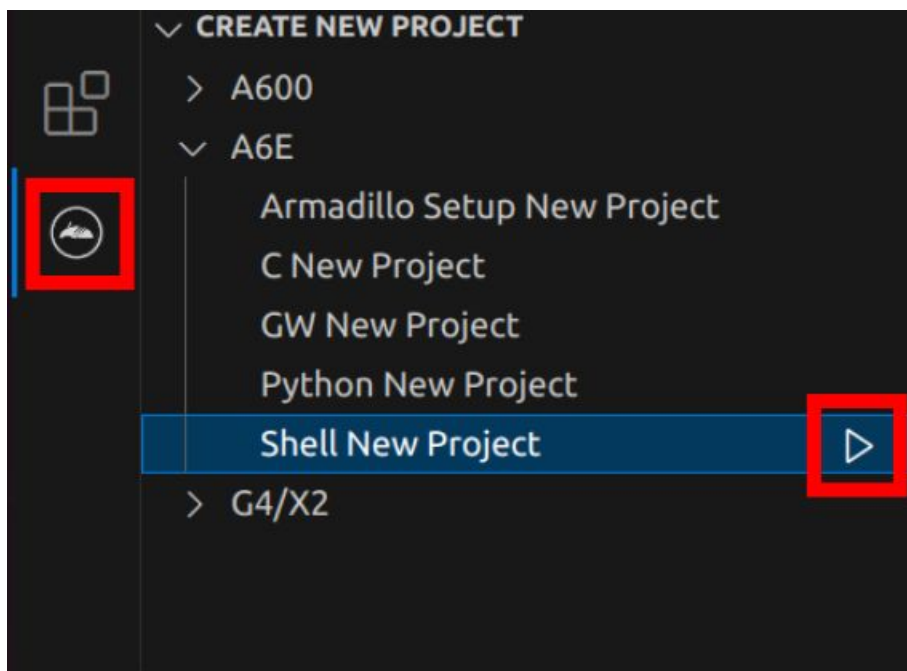 CREATE NEW PROJECT
A600
A6E
Armadillo Setup New Project
C New Project
GW New Project
Python New Project
Shell New Project
G4/X2